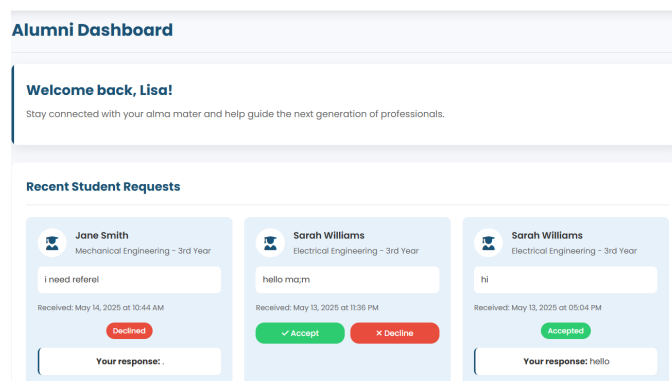 Alumni Dashboard
Welcome back, Lisa!
Stay connected with your alma mater and help guide the next generation of professionals.
Recent Student Requests
Jane Smith
Mechanical Engineering - 3rd Year
i need referel
Received: May 14, 2025 at 10:44 AM
Declined
Your response: .
Sarah Williams
Electrical Engineering - 3rd Year
hello ma;m
Received: May 13, 2025 at 11:36 PM
✓ Accept
✕ Decline
Sarah Williams
Electrical Engineering - 3rd Year
hi
Received: May 13, 2025 at 05:04 PM
Accepted
Your response: hello